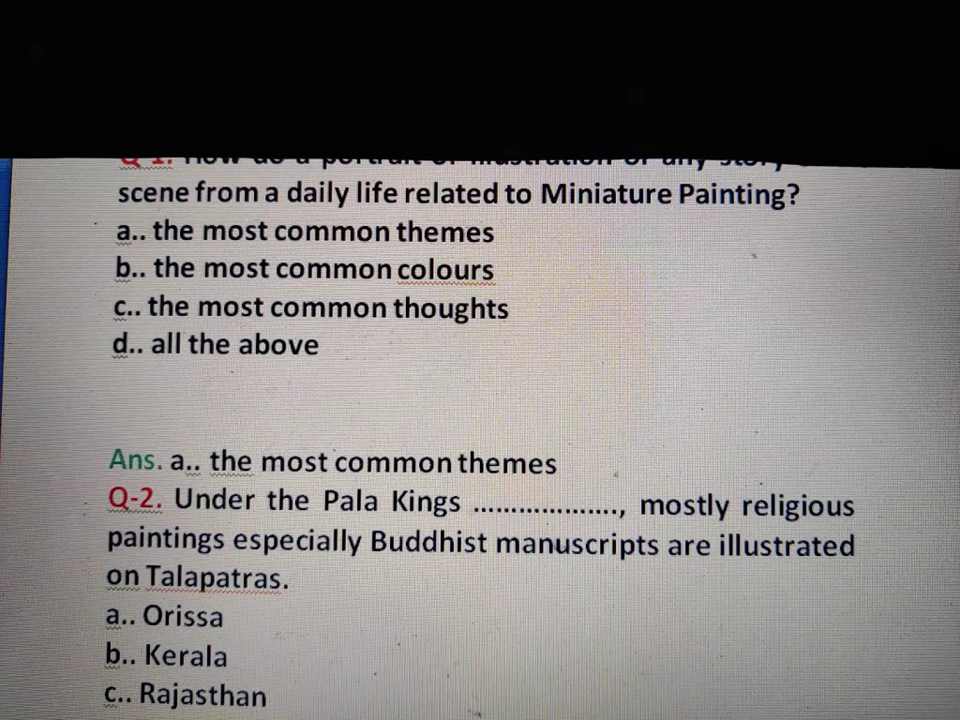 scene from a daily life related to Miniature Painting?
a.. the most common themes
b.. the most common colours
c.. the most common thoughts
d.. all the above
Ans. a.. the most common themes
Q-2. Under the Pala Kings ..................., mostly religious
paintings especially Buddhist manuscripts are illustrated
on Talapatras.
a.. Orissa
b.. Kerala
c.. Rajasthan